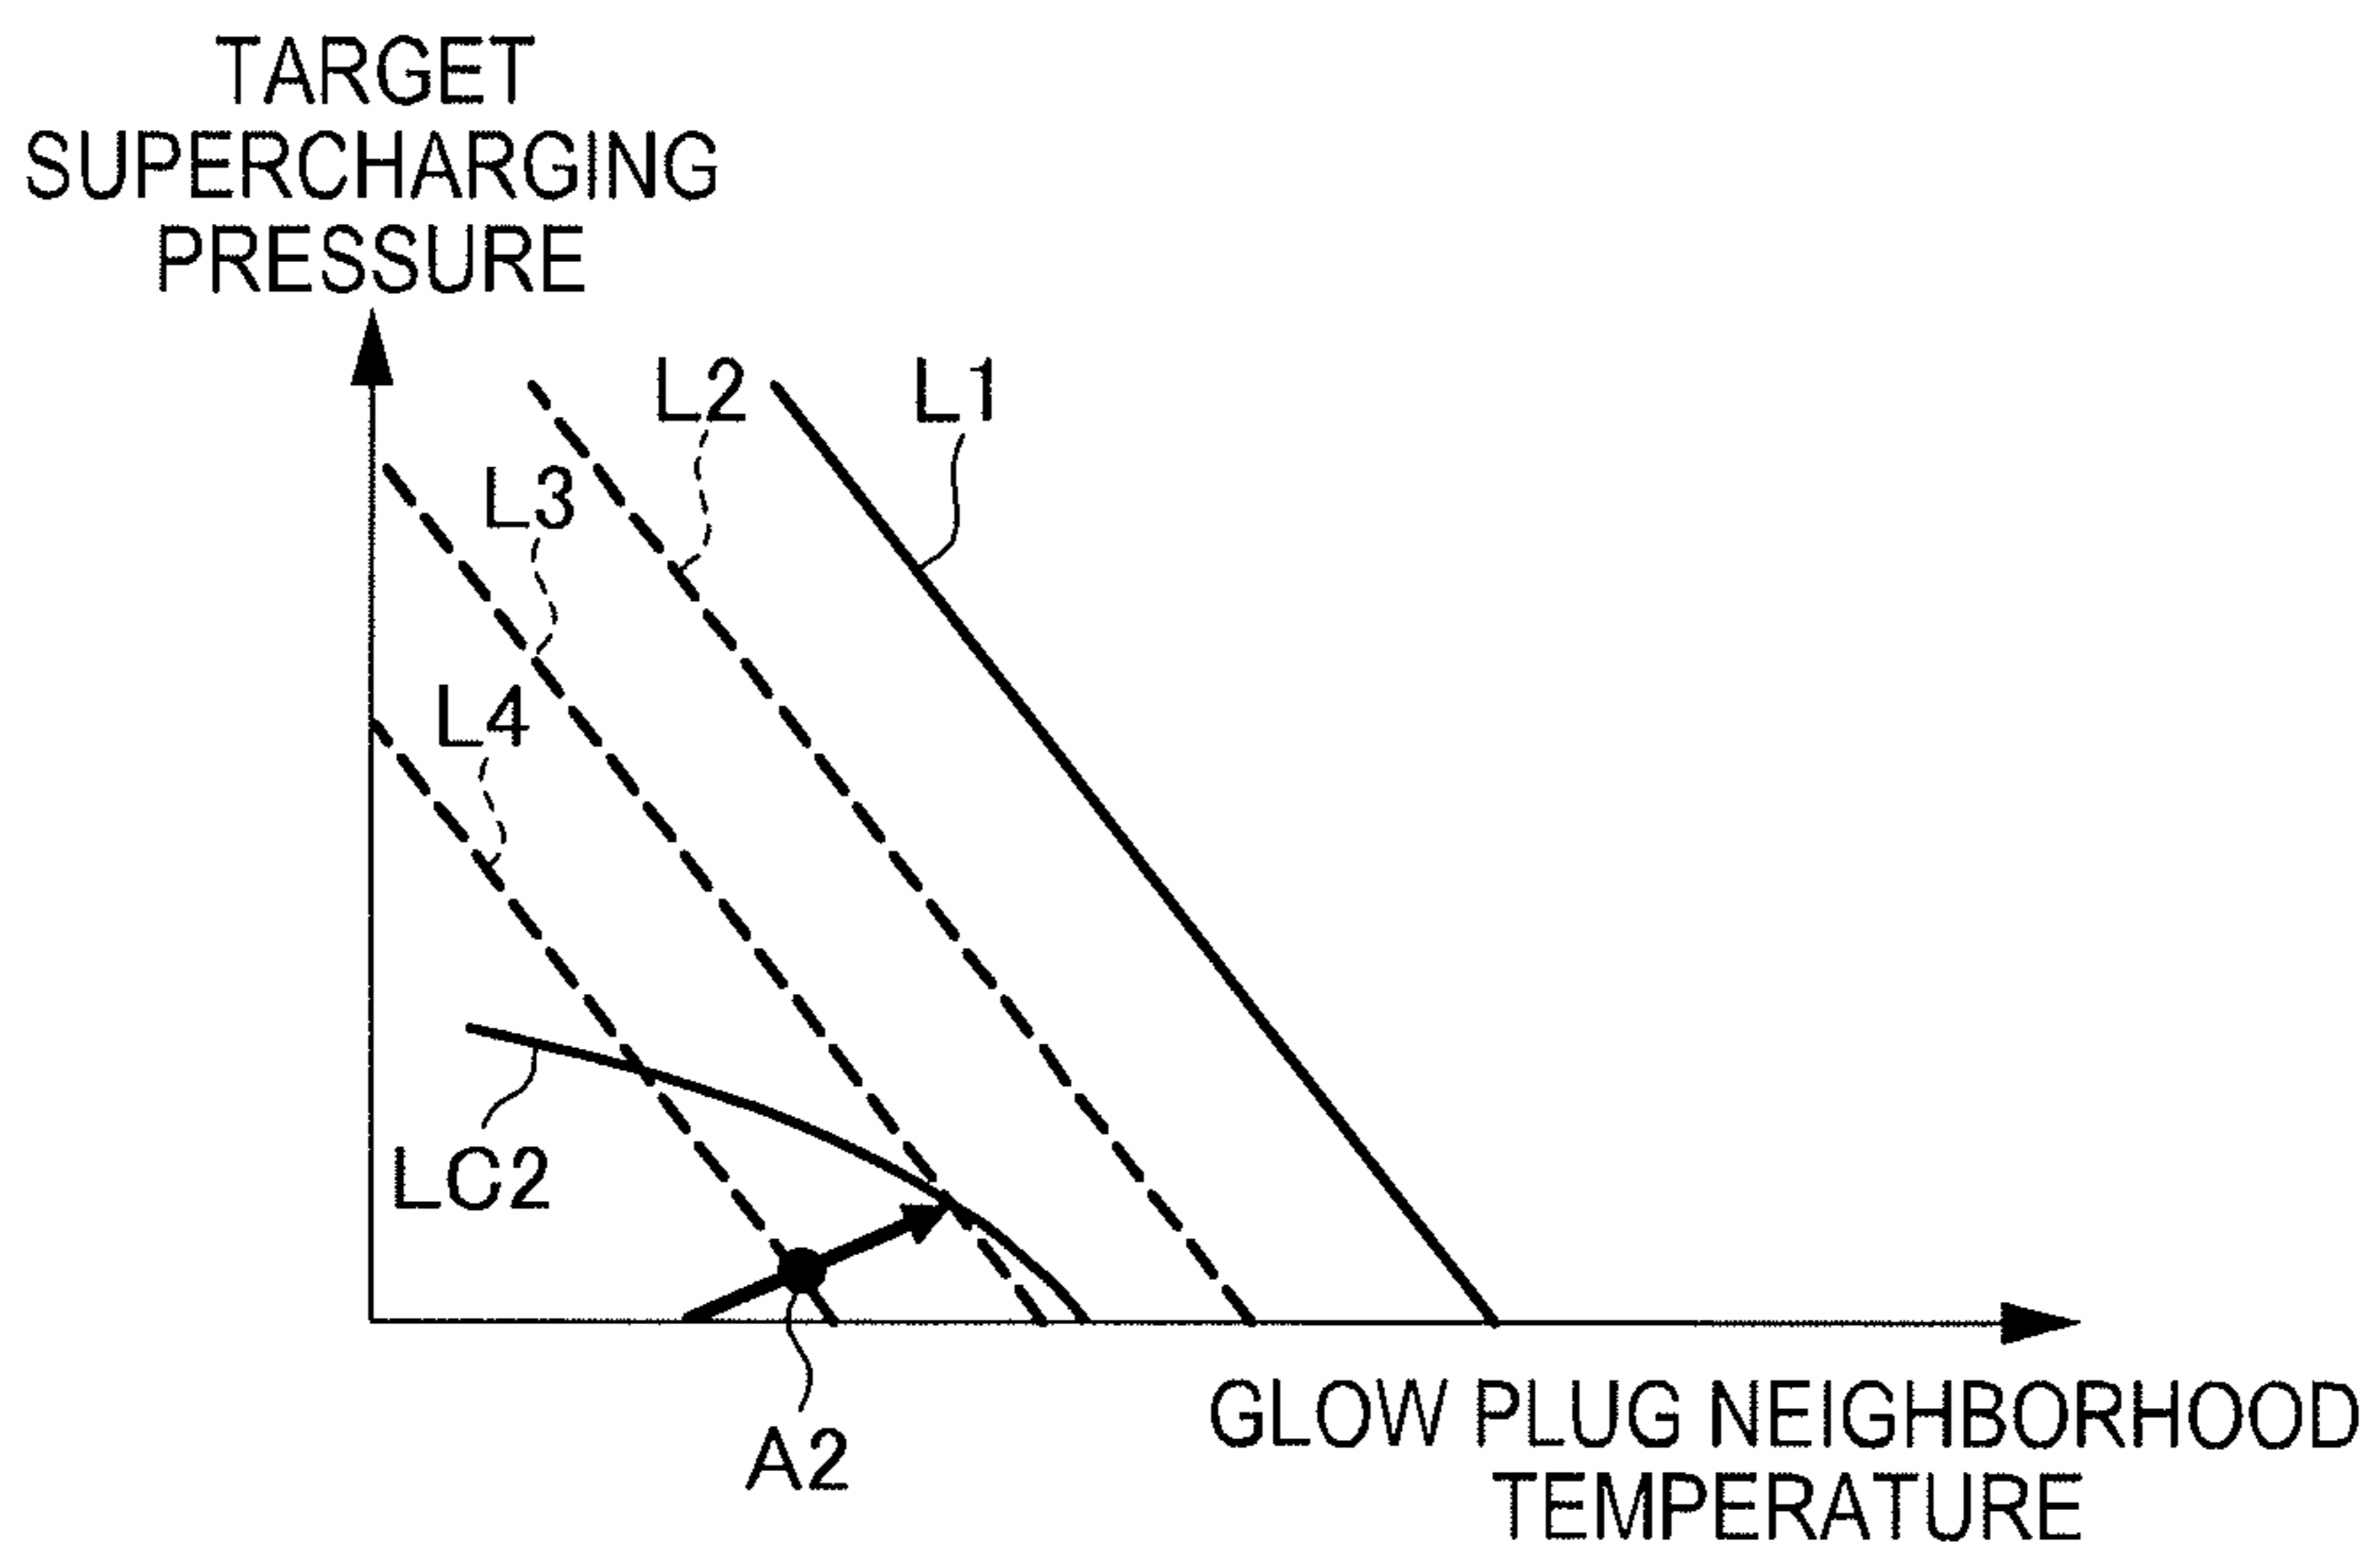 TARGET
SUPERCHARGING
PRESSURE
L2
L1
L3
L4
LC2
A2
GLOW PLUG NEIGHBORHOOD
TEMPERATURE